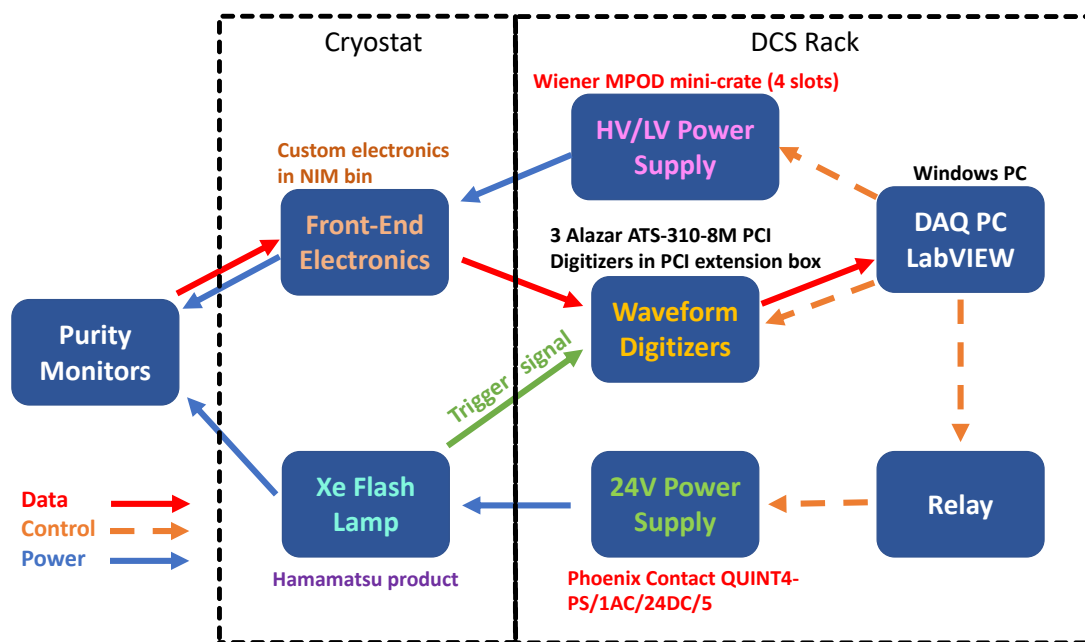 Cryostat
DCS Rack
Wiener MPOD mini-crate (4 slots)
HV/LV Power
Supply
Custom electronics
in NIM bin
Front-End
Electronics
Windows PC
DAQ PC
LabVIEW
3 Alazar ATS-310-8M PCI
Digitizers in PCI extension box
Waveform
Digitizers
Purity
Monitors
Trigger signal
Xe Flash
Lamp
Hamamatsu product
24V Power
Supply
Phoenix Contact QUINT4-
PS/1AC/24DC/5
Relay
Data
Control
Power